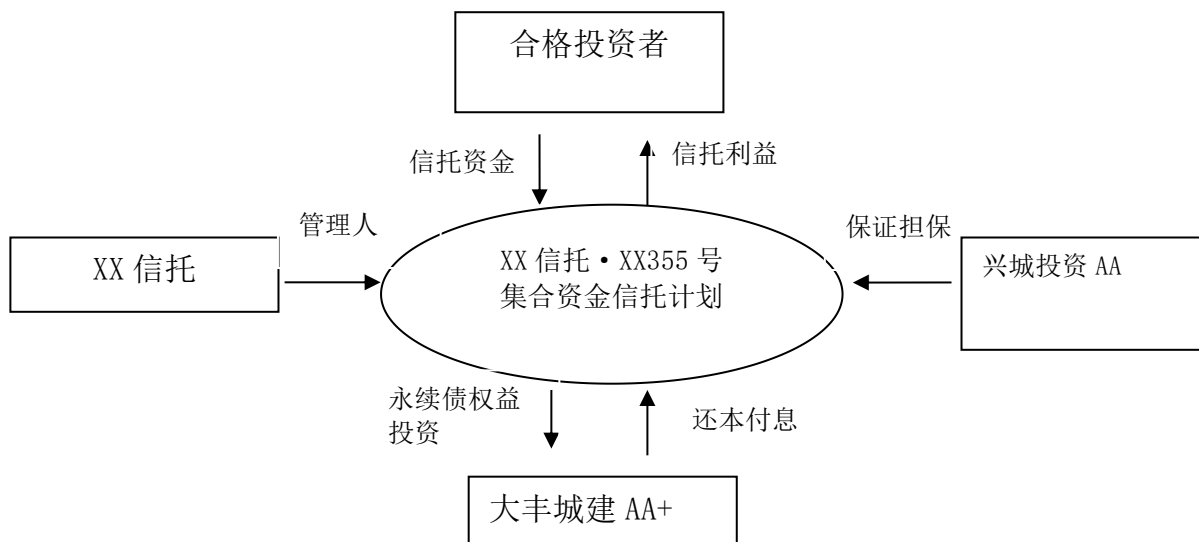 合格投资者
信托资金
信托利益
管理人
保证担保
XX 信托
XX 信托·XX355 号
集合资金信托计划
兴城投资 AA
永续债权益
投资
还本付息
大丰城建 AA+